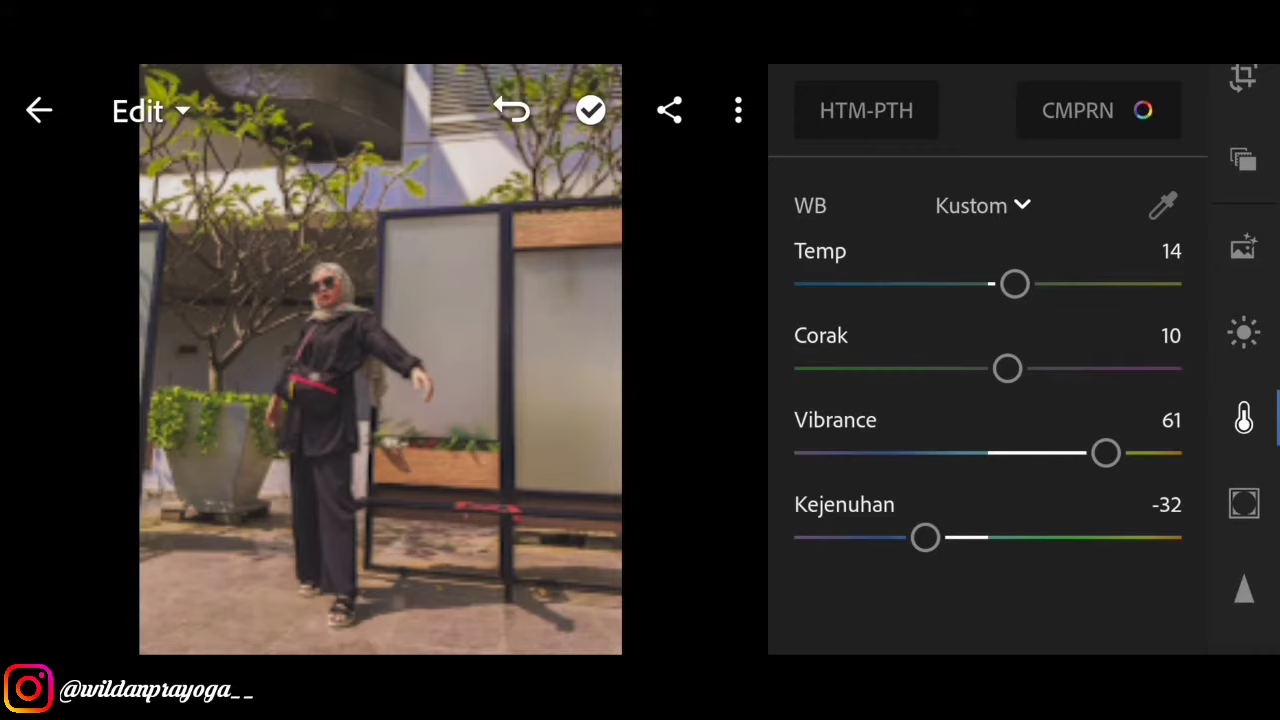 Edit
HTM-PTH
CMPRN
WB
Kustom
Temp
14
Corak
10
Vibrance
61
Kejenuhan
-32
@wildanprayoga__